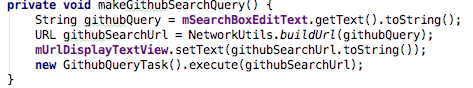 private void makeGithubSearchQuery() {
    String githubQuery = mSearchBoxEditText.getText().toString();
    URL githubSearchUrl = NetworkUtils.buildUrl(githubQuery);
    mUrlDisplayTextView.setText(githubSearchUrl.toString());
    new GithubQueryTask().execute(githubSearchUrl);
}